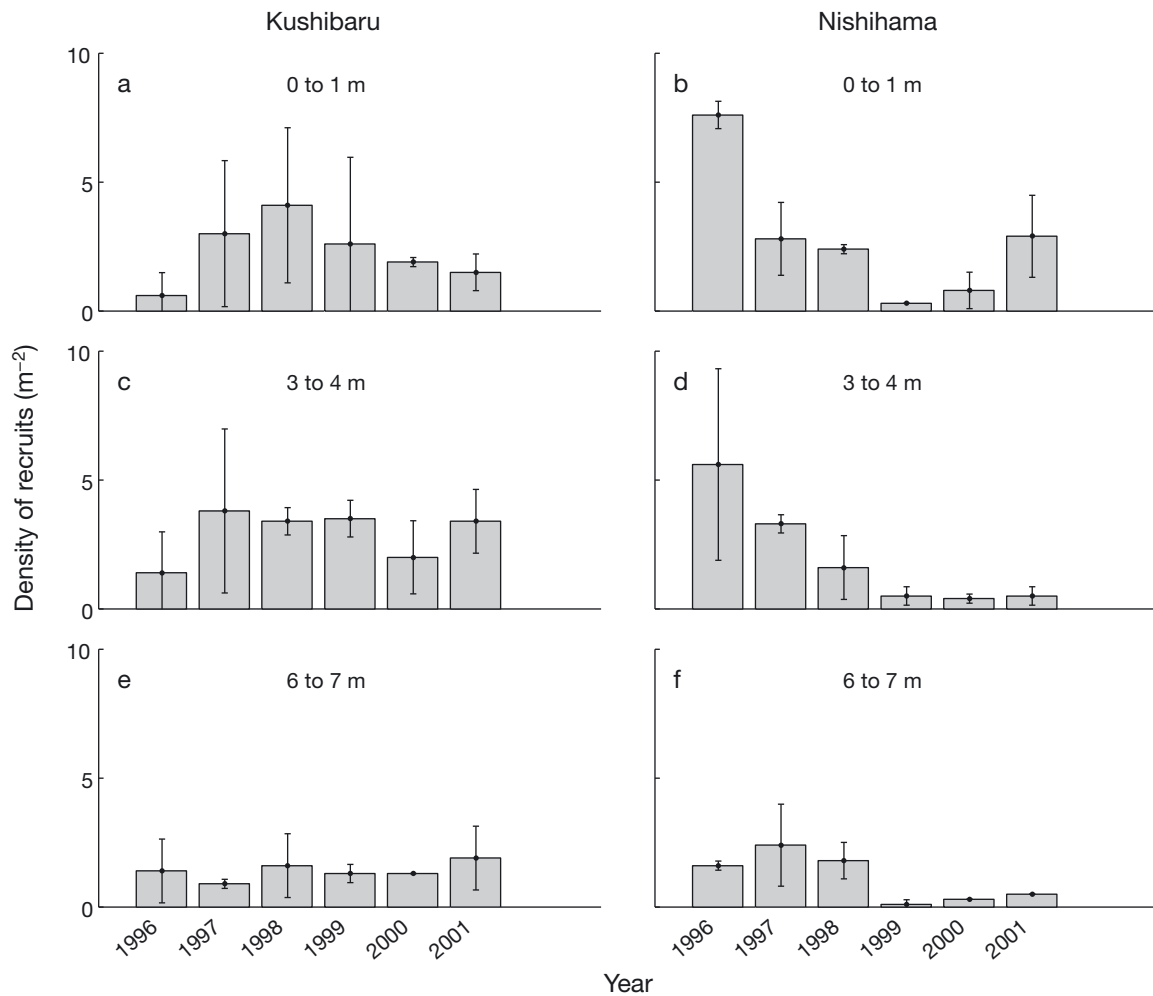 Kushibaru
Nishihama
a
0 to 1 m
b
0 to 1 m
10
5
0
c
3 to 4 m
d
3 to 4 m
10
5
0
e
6 to 7 m
f
6 to 7 m
10
5
0
Density of recruits (m⁻²)
1996 1997 1998 1999 2000 2001
1996 1997 1998 1999 2000 2001
Year